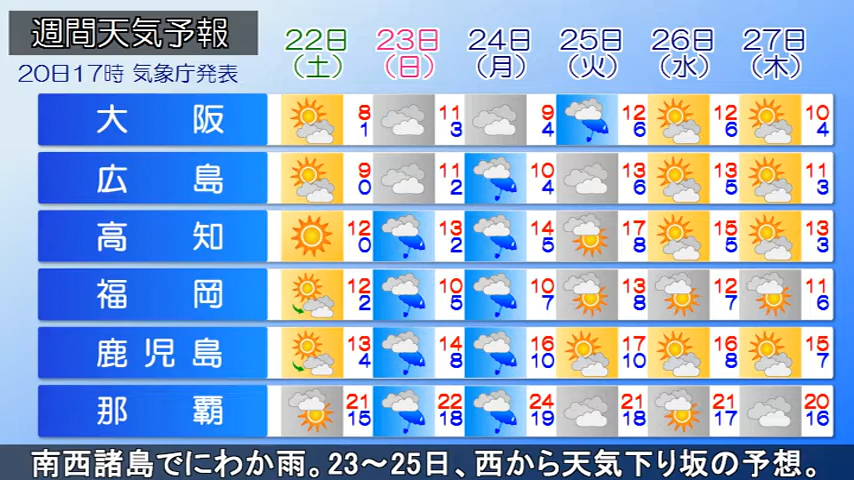 週間天気予報
20日17時 気象庁発表
22日 23日 24日 25日 26日 27日
(土) (日) (月) (火) (水) (木)
大阪 8 1 11 3 9 4 12 6 12 6 10 4
広島 9 0 11 2 10 4 13 6 13 5 11 3
高知 12 0 13 2 14 5 17 8 15 5 13 3
福岡 12 2 10 5 10 7 13 8 12 7 11 6
鹿児島 13 4 14 8 16 10 17 10 16 8 15 7
那覇 21 15 22 18 24 19 21 18 21 17 20 16
南西諸島でにわか雨。23～25日、西から天気下り坂の予想。